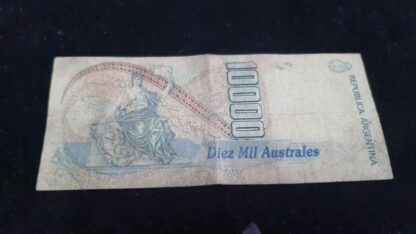 10000
Diez Mil Australes
REPUBLICA ARGENTINA